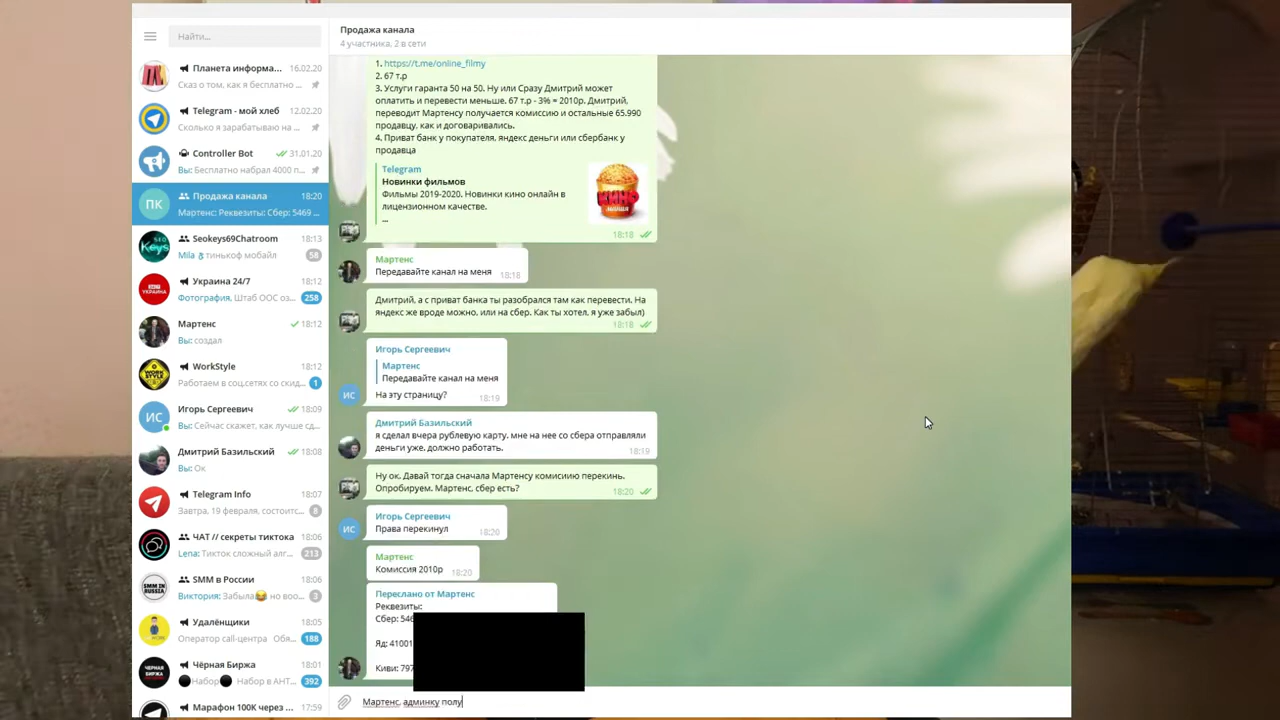 Найти...
Планета информа... 16.02.20
Сказ о том, как я бесплатно ...
Telegram - мой хлеб 12.02.20
Сколько я зарабатываю на ...
Controller Bot 31.01.20
Вы: Бесплатно набрал 4000 п...
ПК
Продажа канала 18:20
Мартенс: Реквезиты: Сбер: 5469 ...
Seokeys69Chatroom 18:13
Mila тинькоф мобайл 58
Украина 24/7 18:12
Фотография, Штаб ООС оз... 258
Мартенс 18:12
Вы: создал
WorkStyle 18:12
Работаем в соц.сетях со скид... 1
ИС
Игорь Сергеевич 18:09
Вы: Сейчас скажет, как лучше сд...
Дмитрий Базильский 18:08
Вы: Ок
Telegram Info 18:07
Завтра, 19 февраля, состоитс... 8
ЧАТ // секреты тиктока 18:06
Lena: Тикток сложный алг... 213
SMM в России 18:06
Виктория: Забыла😂 но воо... 3
Удалёнщики 18:05
Оператор call-центра Обя... 188
Чёрная Биржа 18:01
⚫Набор⚫ Набор в АНТ... 392
Марафон 100К через ... 17:59
Продажа канала
4 участника, 2 в сети
1. https://t.me/online_filmy
2. 67 т.р
3. Услуги гаранта 50 на 50. Ну или Сразу Дмитрий может
оплатить и перевести меньше. 67 т.р - 3% = 2010р. Дмитрий,
переводит Мартенсу получается комиссию и остальные 65.990
продавцу, как и договаривались.
4. Приват банк у покупателя, яндекс деньги или сбербанк у
продавца
Telegram
Новинки фильмов
Фильмы 2019-2020. Новинки кино онлайн в
лицензионном качестве.
...
18:18
Мартенс
Передавайте канал на меня 18:18
Дмитрий, а с приват банка ты разобрался там как перевести. На
яндекс же вроде можно, или на сбер. Как ты хотел, я уже забыл)
18:18
Игорь Сергеевич
Мартенс
Передавайте канал на меня
На эту страницу? 18:19
ИС
Дмитрий Базильский
я сделал вчера рублевую карту. мне на нее со сбера отправляли
деньги уже, должно работать. 18:19
Ну ок. Давай тогда сначала Мартенсу комисиию перекинь.
Опробируем. Мартенс, сбер есть? 18:20
Игорь Сергеевич
Права перекинул 18:20
ИС
Мартенс
Комиссия 2010р 18:20
Переслано от Мартенс
Реквезиты:
Сбер: 546
Яд: 41001
Киви: 797
Мартенс, админку полу